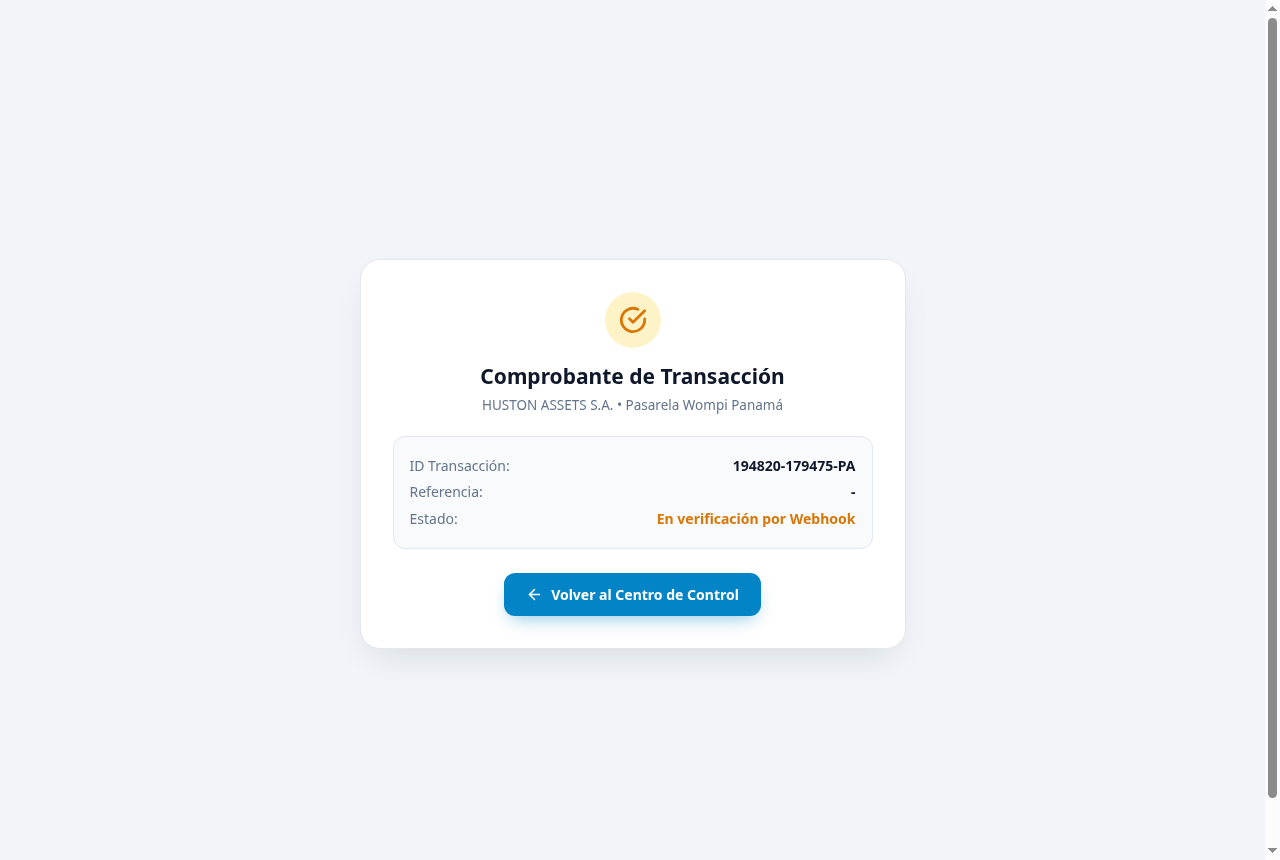 Comprobante de Transacción
HUSTON ASSETS S.A. • Pasarela Wompi Panamá
ID Transacción: 194820-179475-PA
Referencia: -
Estado: En verificación por Webhook
Volver al Centro de Control